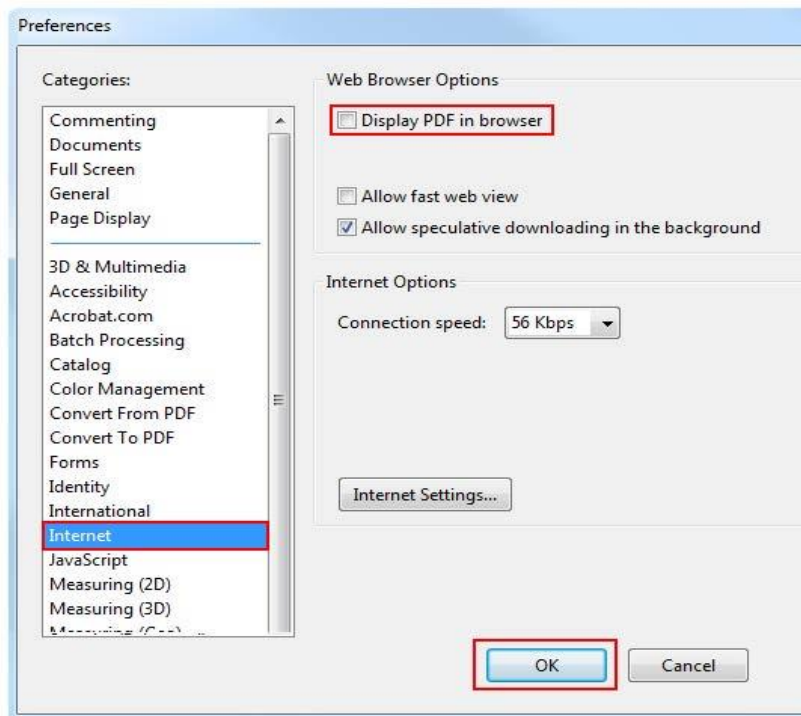 Preferences
Categories:
Commenting
Documents
Full Screen
General
Page Display
3D & Multimedia
Accessibility
Acrobat.com
Batch Processing
Catalog
Color Management
Convert From PDF
Convert To PDF
Forms
Identity
International
Internet
JavaScript
Measuring (2D)
Measuring (3D)
Web Browser Options
Display PDF in browser
Allow fast web view
Allow speculative downloading in the background
Internet Options
Connection speed: 56 Kbps
Internet Settings...
OK Cancel